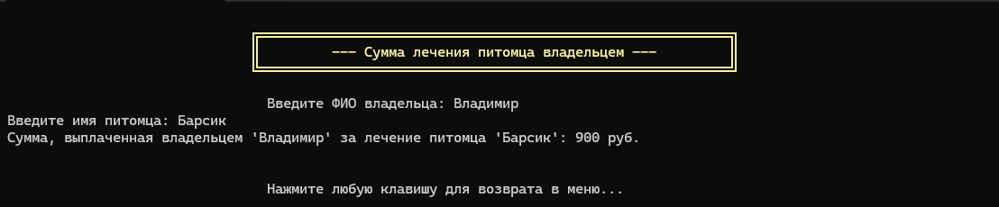 --- Сумма лечения питомца владельцем ---
Введите ФИО владельца: Владимир
Введите имя питомца: Барсик
Сумма, выплаченная владельцем 'Владимир' за лечение питомца 'Барсик': 900 руб.
Нажмите любую клавишу для возврата в меню...